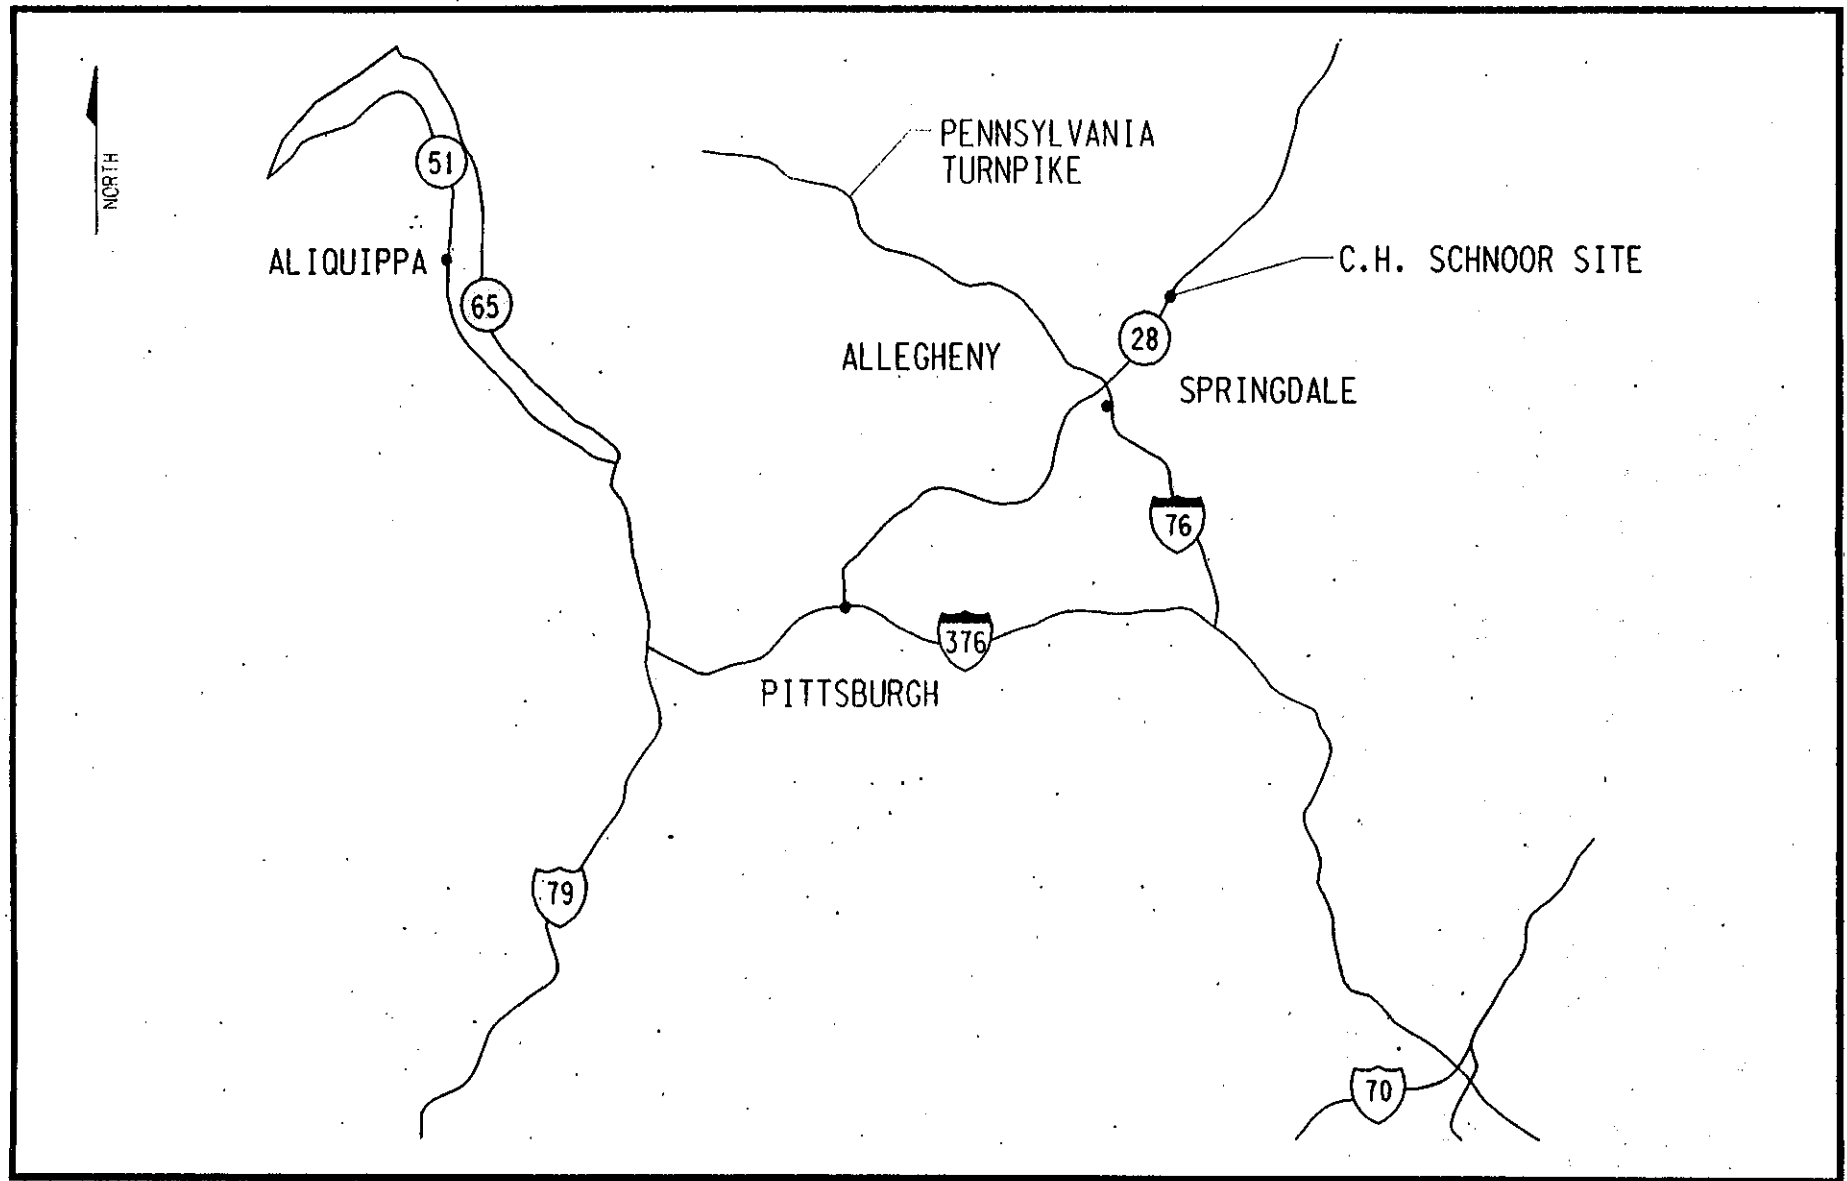 PENNSYLVANIA
TURNPIKE
51
NORTH
ALIQUIPPA
C.H. SCHNOOR SITE
65
28
ALLEGHENY
SPRINGDALE
76
376
PITTSBURGH
79
70